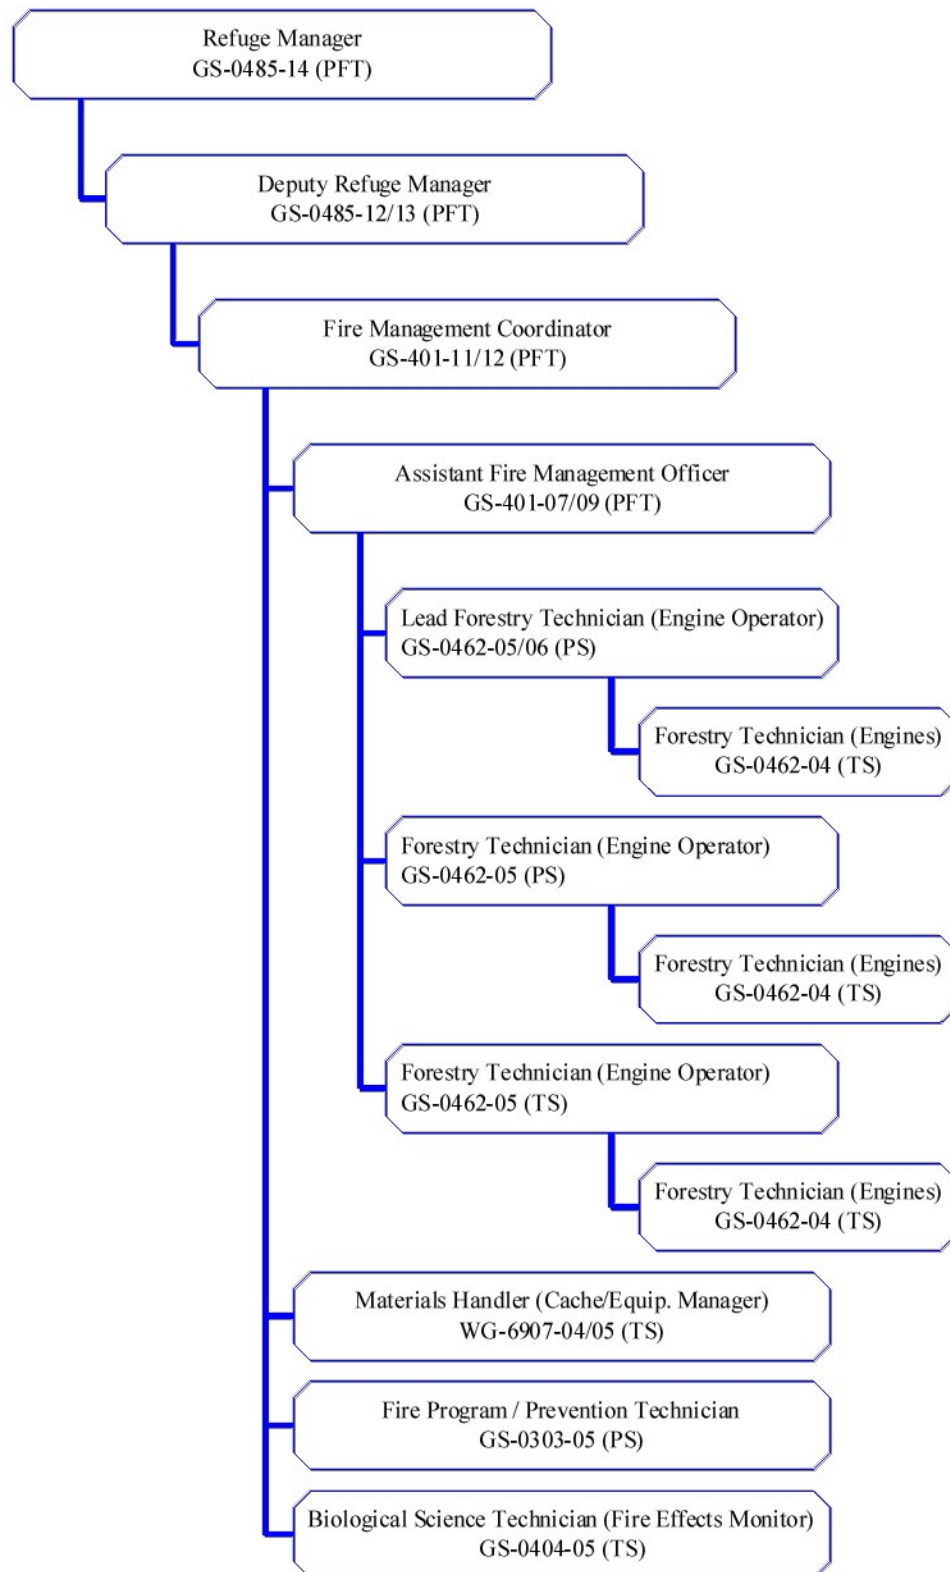 Refuge Manager
GS-0485-14 (PFT)
Deputy Refuge Manager
GS-0485-12/13 (PFT)
Fire Management Coordinator
GS-401-11/12 (PFT)
Assistant Fire Management Officer
GS-401-07/09 (PFT)
Lead Forestry Technician (Engine Operator)
GS-0462-05/06 (PS)
Forestry Technician (Engines)
GS-0462-04 (TS)
Forestry Technician (Engine Operator)
GS-0462-05 (PS)
Forestry Technician (Engines)
GS-0462-04 (TS)
Forestry Technician (Engine Operator)
GS-0462-05 (TS)
Forestry Technician (Engines)
GS-0462-04 (TS)
Materials Handler (Cache/Equip. Manager)
WG-6907-04/05 (TS)
Fire Program / Prevention Technician
GS-0303-05 (PS)
Biological Science Technician (Fire Effects Monitor)
GS-0404-05 (TS)